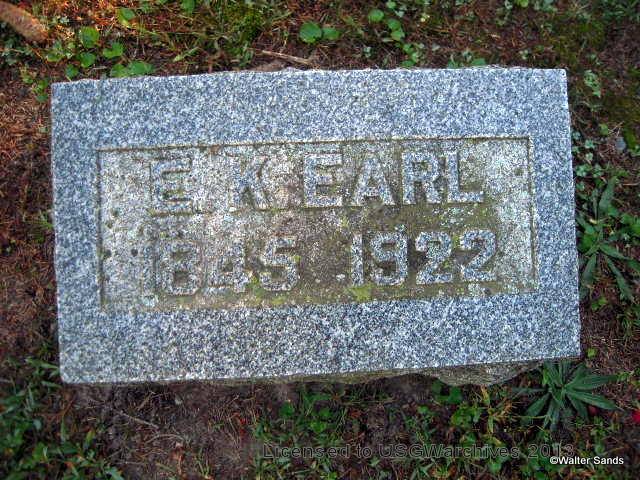 E K EARL
1845 1922
Licensed to USGWarchives 2013
©Walter Sands